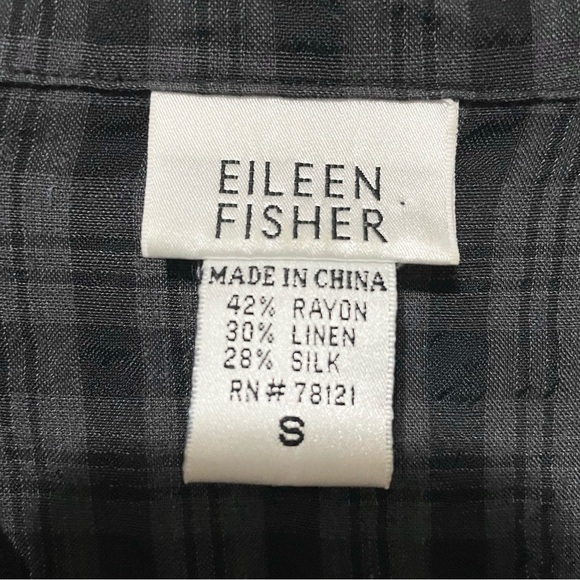 EILEEN
FISHER
MADE IN CHINA
42% RAYON
30% LINEN
28% SILK
RN# 78121
S